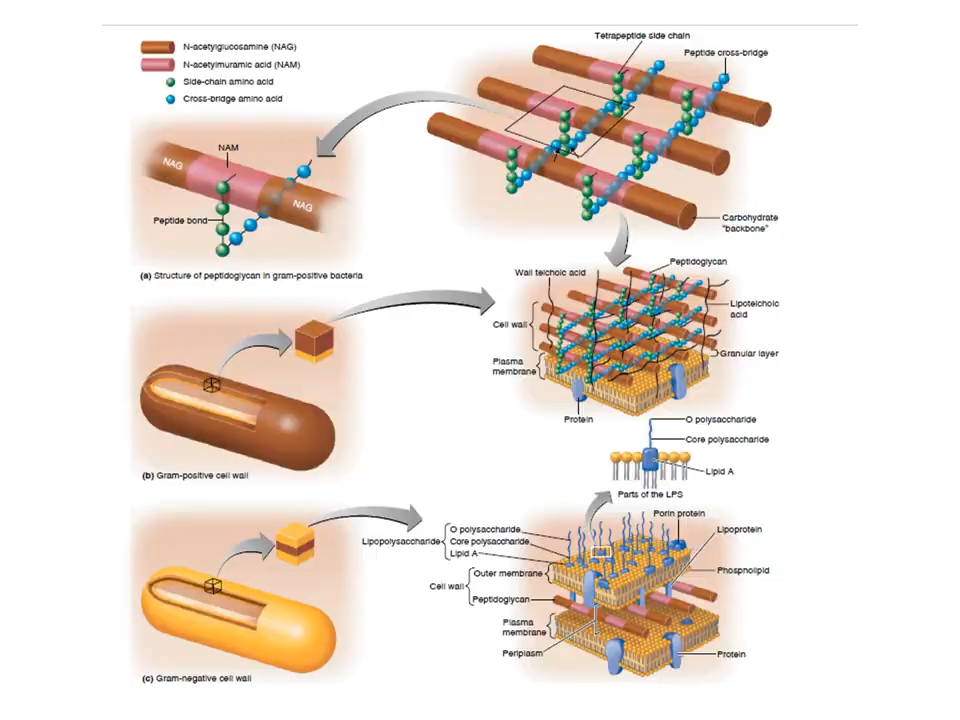 Tetrapeptide side chain
N-acetylglucosamine (NAG)
Peptide cross-bridge
N-acetylmuramic acid (NAM)
Side-chain amino acid
Cross-bridge amino acid
NAM
NAG
NAG
Peptide bond
Carbohydrate
"backbone"
(a) Structure of peptidoglycan in gram-positive bacteria
Peptidoglycan
Wall teichoic acid
Lipoteichoic
acid
Cell wall
Granular layer
Plasma
membrane
Protein
O polysaccharide
Core polysaccharide
Lipid A
(b) Gram-positive cell wall
Parts of the LPS
Porin protein
O polysaccharide
Lipopolysaccharide
Core polysaccharide
Lipid A
Lipoprotein
Outer membrane
Phospholipid
Cell wall
Peptidoglycan
Plasma
membrane
Periplasm
Protein
(c) Gram-negative cell wall